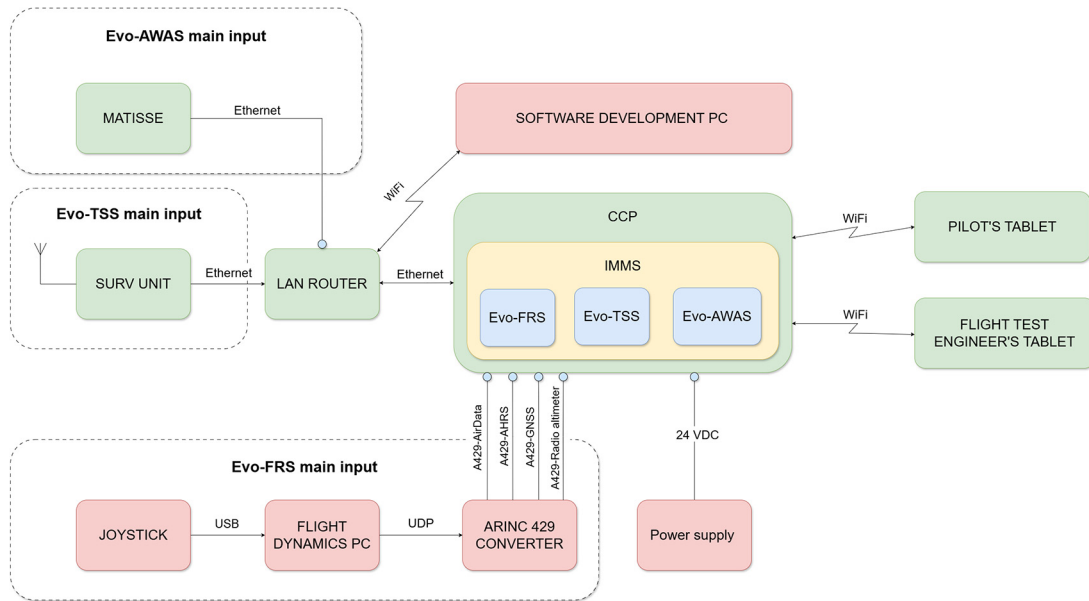 Evo-AWAS main input
MATISSE
Ethernet
SOFTWARE DEVELOPMENT PC
WiFi
Evo-TSS main input
SURV UNIT
Ethernet
LAN ROUTER
Ethernet
CCP
IMMS
Evo-FRS
Evo-TSS
Evo-AWAS
WiFi
PILOT'S TABLET
WiFi
FLIGHT TEST
ENGINEER'S TABLET
A429-AirData
A429-AHRS
A429-GNSS
A429-Radio altimeter
24 VDC
Evo-FRS main input
JOYSTICK
USB
FLIGHT
DYNAMICS PC
UDP
ARINC 429
CONVERTER
Power supply